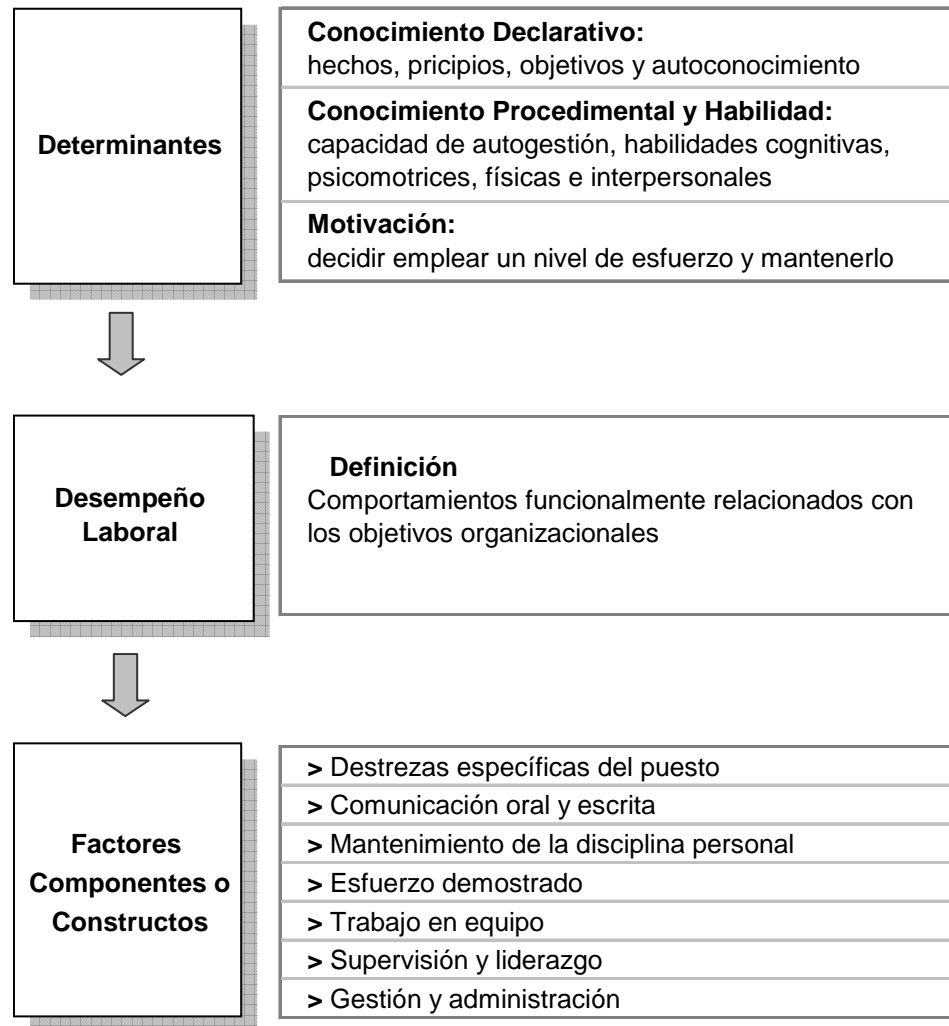 Determinantes
Conocimiento Declarativo:
hechos, pricipios, objetivos y autoconocimiento
Conocimiento Procedimental y Habilidad:
capacidad de autogestión, habilidades cognitivas,
psicomotrices, físicas e interpersonales
Motivación:
decidir emplear un nivel de esfuerzo y mantenerlo
Desempeño
Laboral
Definición
Comportamientos funcionalmente relacionados con
los objetivos organizacionales
Factores
Componentes o
Constructos
> Destrezas específicas del puesto
> Comunicación oral y escrita
> Mantenimiento de la disciplina personal
> Esfuerzo demostrado
> Trabajo en equipo
> Supervisión y liderazgo
> Gestión y administración